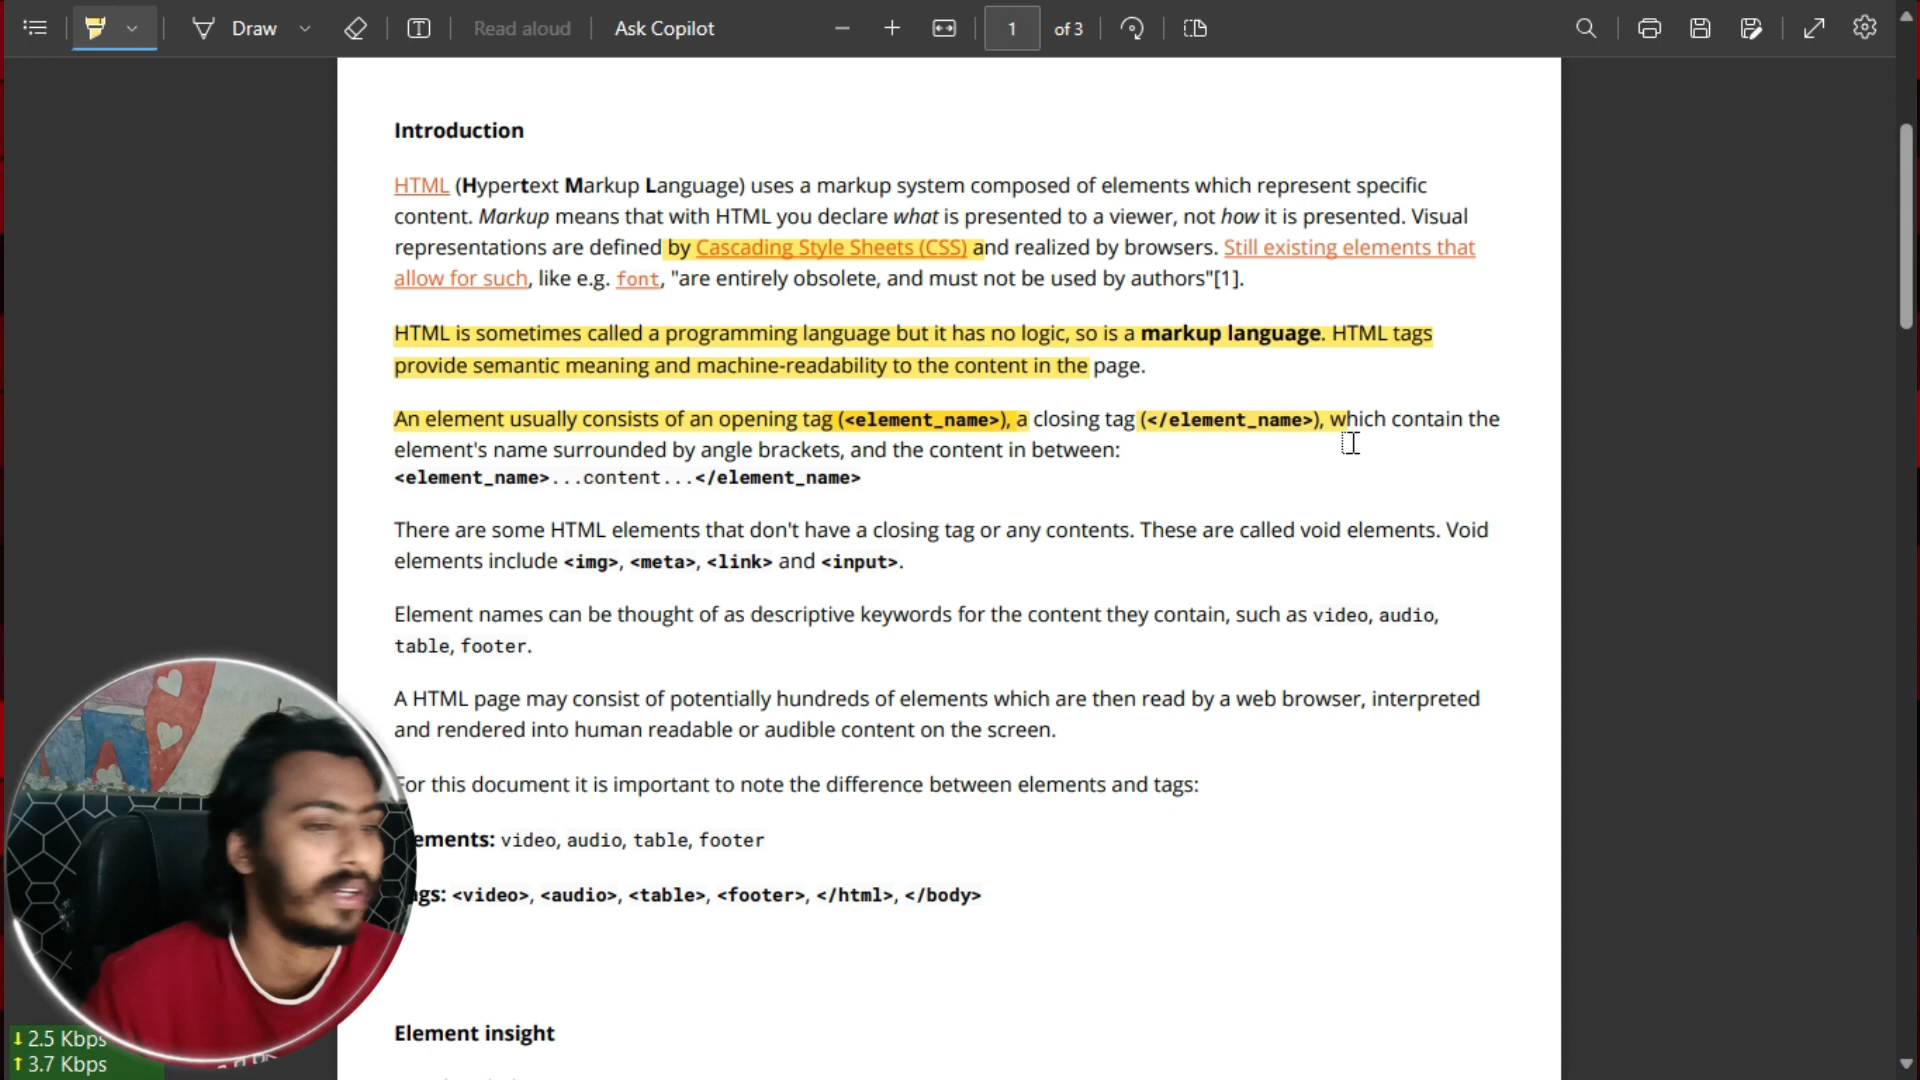 Draw
Read aloud
Ask Copilot
1
of 3
Introduction
HTML (Hypertext Markup Language) uses a markup system composed of elements which represent specific
content. Markup means that with HTML you declare what is presented to a viewer, not how it is presented. Visual
representations are defined by Cascading Style Sheets (CSS) and realized by browsers. Still existing elements that
allow for such, like e.g. font, "are entirely obsolete, and must not be used by authors"[1].
HTML is sometimes called a programming language but it has no logic, so is a markup language. HTML tags
provide semantic meaning and machine-readability to the content in the page.
An element usually consists of an opening tag (<element_name>), a closing tag (</element_name>), which contain the
element's name surrounded by angle brackets, and the content in between:
<element_name>...content...</element_name>
There are some HTML elements that don't have a closing tag or any contents. These are called void elements. Void
elements include <img>, <meta>, <link> and <input>.
Element names can be thought of as descriptive keywords for the content they contain, such as video, audio,
table, footer.
A HTML page may consist of potentially hundreds of elements which are then read by a web browser, interpreted
and rendered into human readable or audible content on the screen.
For this document it is important to note the difference between elements and tags:
ements: video, audio, table, footer
ags: <video>, <audio>, <table>, <footer>, </html>, </body>
Element insight
2.5 Kbps
3.7 Kbps